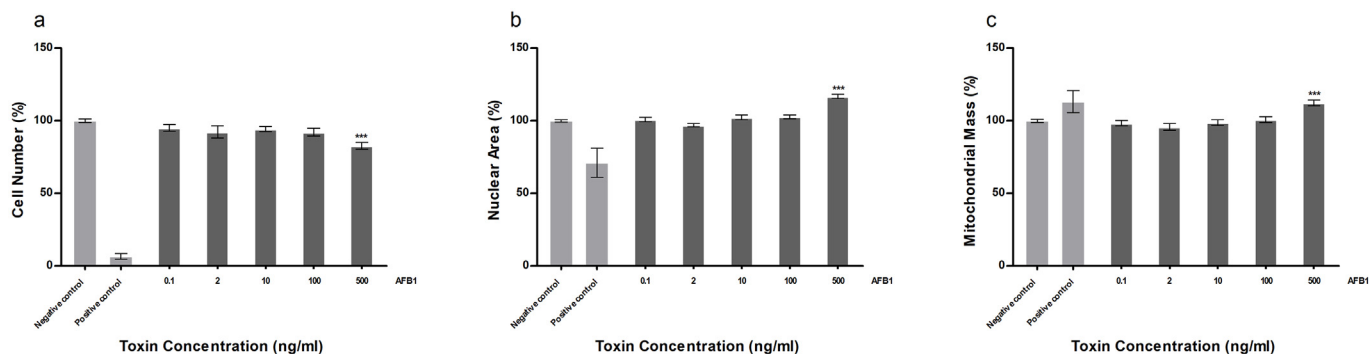 a
150
100
50
0
Cell Number (%)
***
Negative control
Positive control
0.1 2 10 100 500 AFB1
Toxin Concentration (ng/ml)
b
150
100
50
0
Nuclear Area (%)
***
Negative control
Positive control
0.1 2 10 100 500 AFB1
Toxin Concentration (ng/ml)
c
150
100
50
0
Mitochondrial Mass (%)
***
Negative control
Positive control
0.1 2 10 100 500 AFB1
Toxin Concentration (ng/ml)